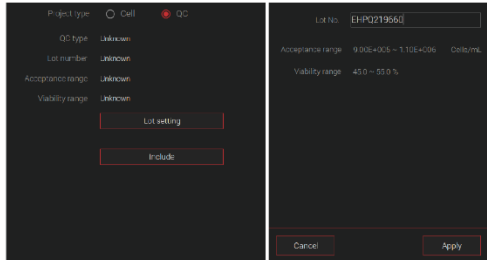 Project type Cell QC
QC type Unknown
Lot number Unknown
Acceptance range Unknown
Viability range Unknown
Lot setting
Include
Lot No. EHPQ219660
Acceptance range 9.00E+005 ~ 1.10E+006 Cells/mL
Viability range 45.0 ~ 55.0 %
Cancel Apply